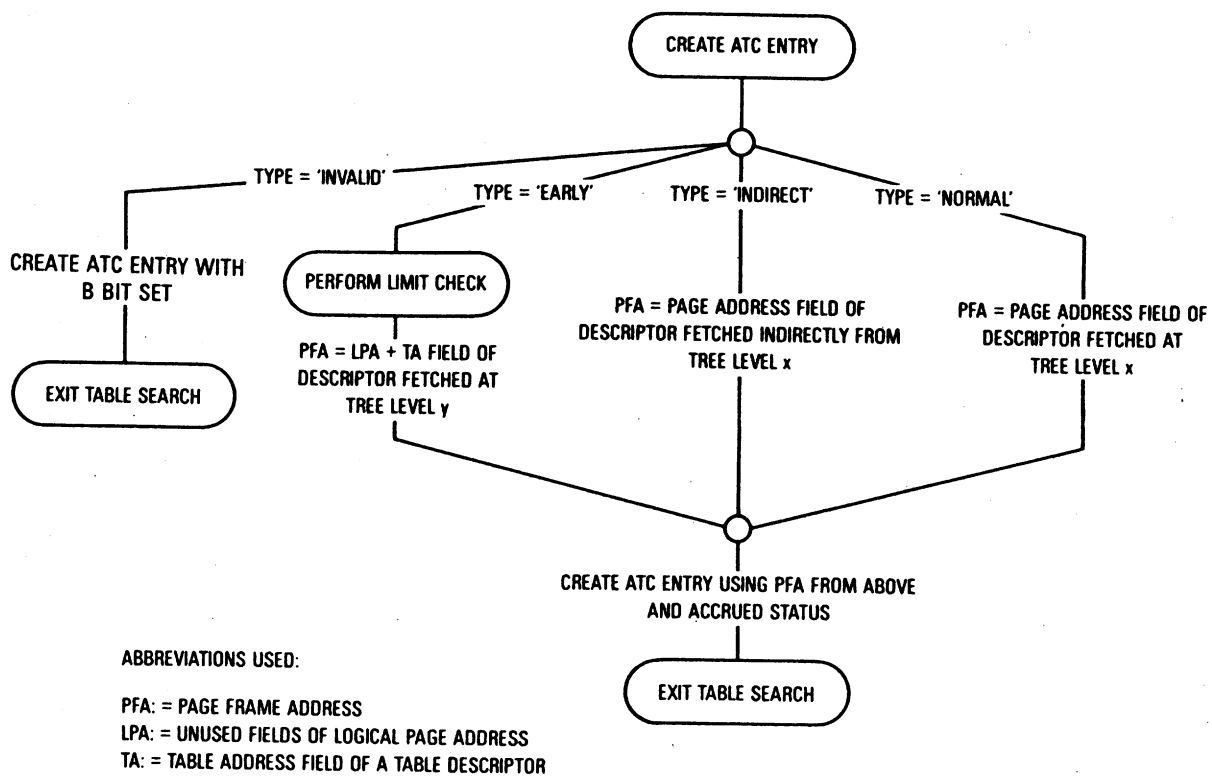 CREATE ATC ENTRY
TYPE = 'INVALID'
TYPE = 'EARLY'
TYPE = 'INDIRECT'
TYPE = 'NORMAL'
CREATE ATC ENTRY WITH
B BIT SET
EXIT TABLE SEARCH
PERFORM LIMIT CHECK
PFA = LPA + TA FIELD OF
DESCRIPTOR FETCHED AT
TREE LEVEL y
PFA = PAGE ADDRESS FIELD OF
DESCRIPTOR FETCHED INDIRECTLY FROM
TREE LEVEL x
PFA = PAGE ADDRESS FIELD OF
DESCRIPTOR FETCHED AT
TREE LEVEL x
CREATE ATC ENTRY USING PFA FROM ABOVE
AND ACCRUED STATUS
EXIT TABLE SEARCH
ABBREVIATIONS USED:
PFA: = PAGE FRAME ADDRESS
LPA: = UNUSED FIELDS OF LOGICAL PAGE ADDRESS
TA: = TABLE ADDRESS FIELD OF A TABLE DESCRIPTOR